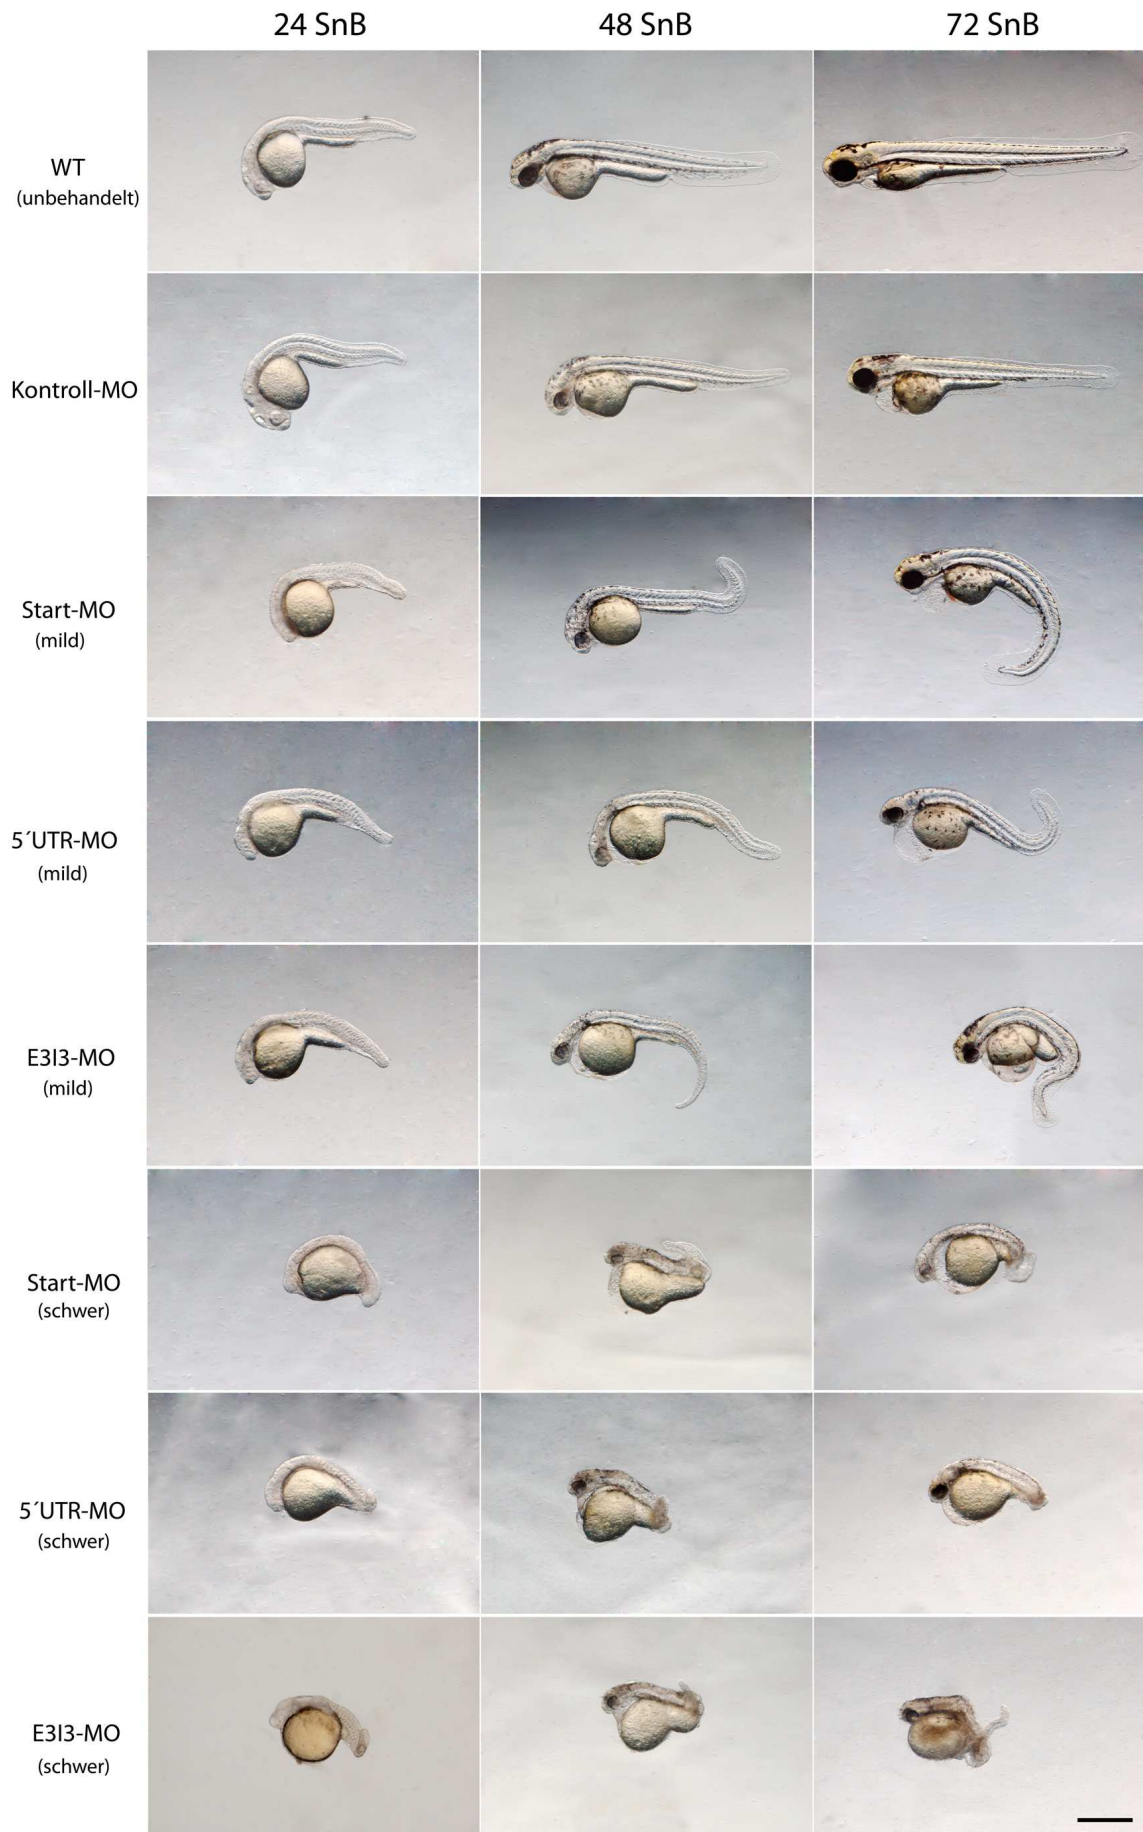 24 SnB 48 SnB 72 SnB
WT
(unbehandelt)
Kontroll-MO
Start-MO
(mild)
5´UTR-MO
(mild)
E3I3-MO
(mild)
Start-MO
(schwer)
5´UTR-MO
(schwer)
E3I3-MO
(schwer)